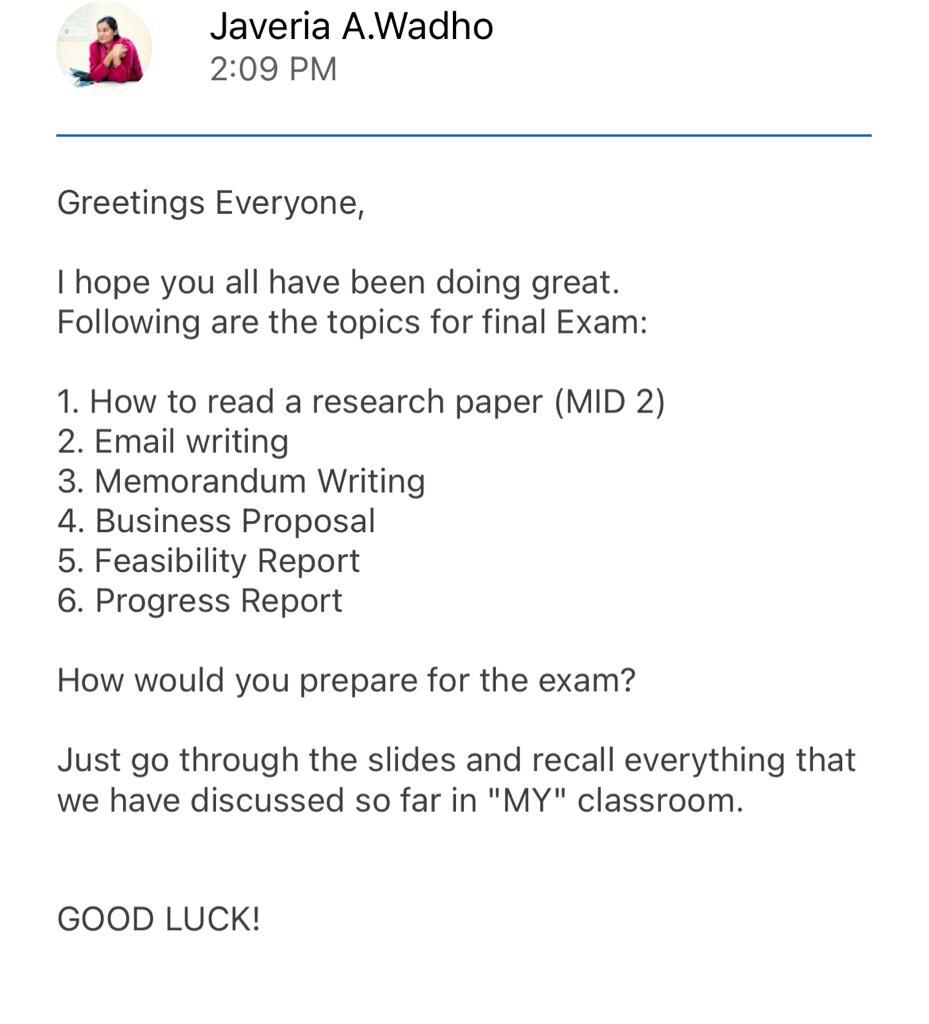 Javeria A.Wadho
2:09 PM
Greetings Everyone,
I hope you all have been doing great.
Following are the topics for final Exam:
1. How to read a research paper (MID 2)
2. Email writing
3. Memorandum Writing
4. Business Proposal
5. Feasibility Report
6. Progress Report
How would you prepare for the exam?
Just go through the slides and recall everything that
we have discussed so far in "MY" classroom.
GOOD LUCK!